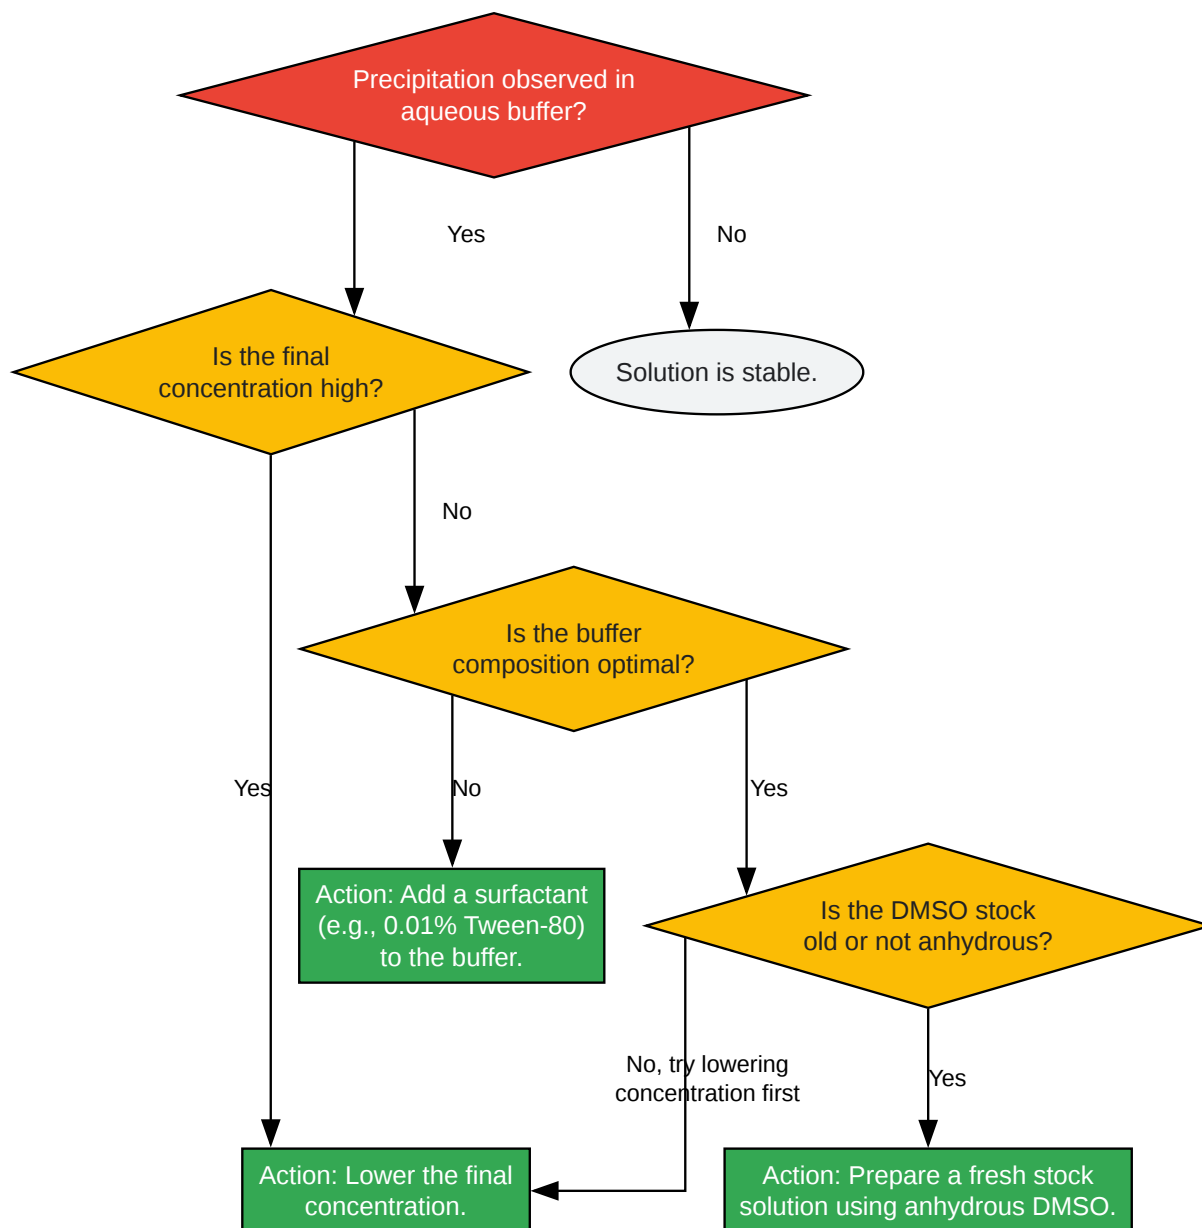 Precipitation observed in
aqueous buffer?
Yes
No
Is the final
concentration high?
Solution is stable.
No
Is the buffer
composition optimal?
Yes
No
Yes
Action: Add a surfactant
(e.g., 0.01% Tween-80)
to the buffer.
Is the DMSO stock
old or not anhydrous?
No, try lowering
concentration first
Yes
Action: Lower the final
concentration.
Action: Prepare a fresh stock
solution using anhydrous DMSO.